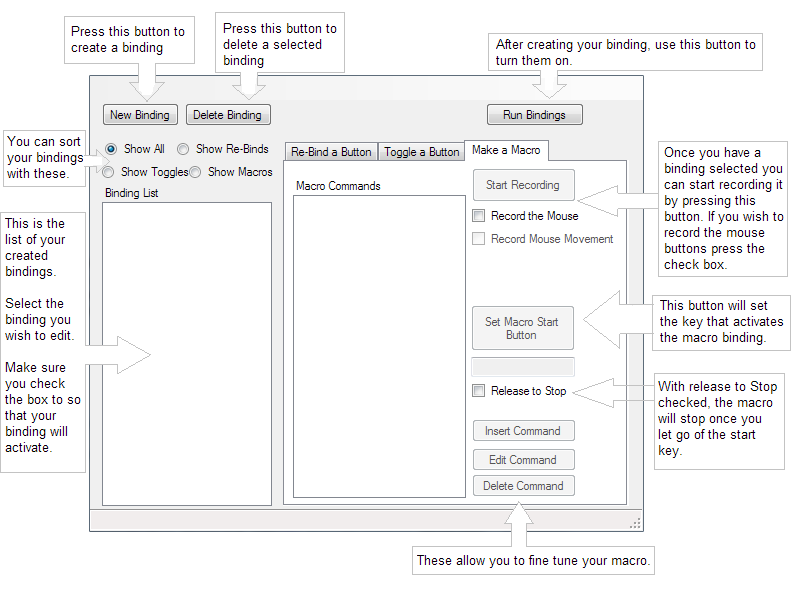 Press this button to
create a binding
Press this button to
delete a selected
binding
After creating your binding, use this button to
turn them on.
New Binding
Delete Binding
Run Bindings
You can sort
your bindings
with these.
Show All
Show Re-Binds
Show Toggles
Show Macros
Binding List
Re-Bind a Button
Toggle a Button
Make a Macro
Macro Commands
Start Recording
Record the Mouse
Record Mouse Movement
Once you have a
binding selected you
can start recording it
by pressing this
button. If you wish to
record the mouse
buttons press the
check box.
This is the
list of your
created
bindings.
Select the
binding you
wish to edit.
Make sure
you check
the box to so
that your
binding will
activate.
Set Macro Start
Button
This button will set
the key that activates
the macro binding.
Release to Stop
With release to Stop
checked, the macro
will stop once you
let go of the start
key.
Insert Command
Edit Command
Delete Command
These allow you to fine tune your macro.